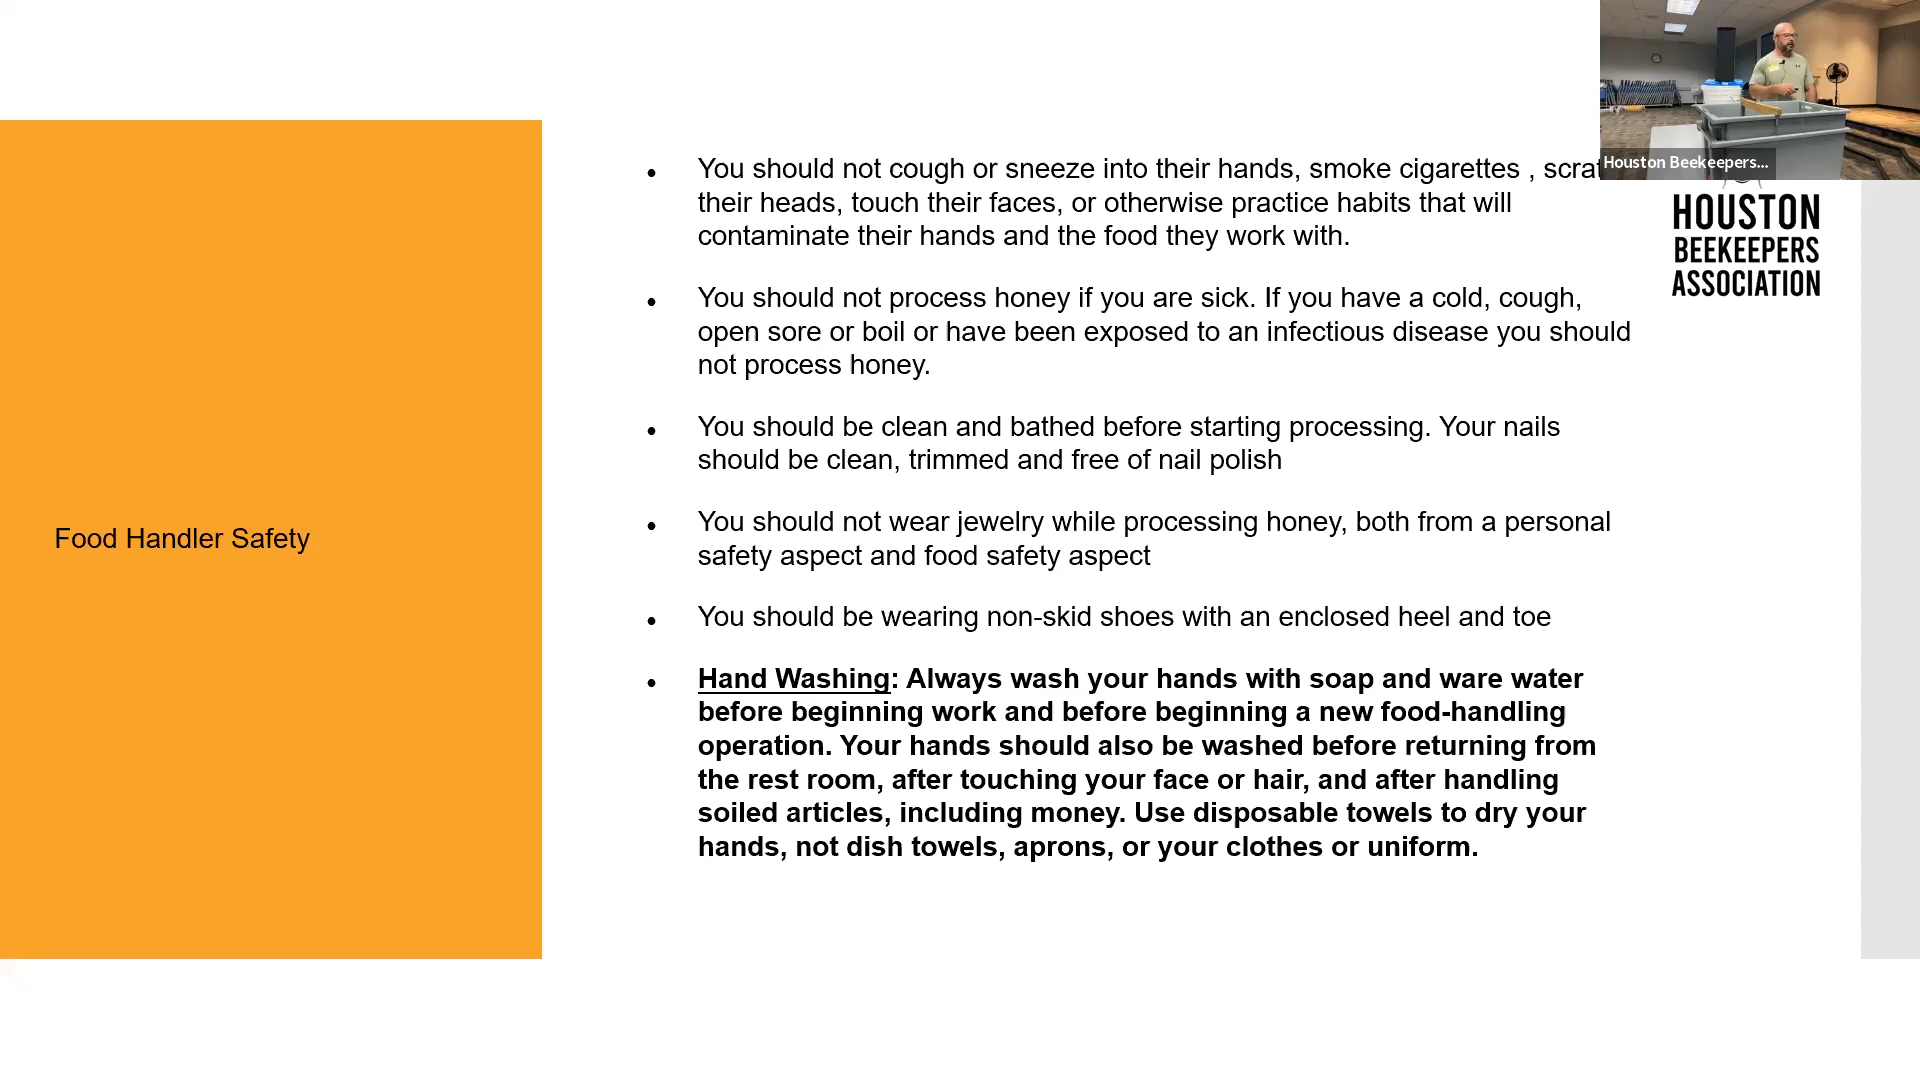 Food Handler Safety
You should not cough or sneeze into their hands, smoke cigarettes ,
their heads, touch their faces, or otherwise practice habits that will
contaminate their hands and the food they work with.
You should not process honey if you are sick. If you have a cold, cough,
open sore or boil or have been exposed to an infectious disease you should
not process honey.
You should be clean and bathed before starting processing. Your nails
should be clean, trimmed and free of nail polish
You should not wear jewelry while processing honey, both from a personal
safety aspect and food safety aspect
You should be wearing non-skid shoes with an enclosed heel and toe
Hand Washing: Always wash your hands with soap and ware water
before beginning work and before beginning a new food-handling
operation. Your hands should also be washed before returning from
the rest room, after touching your face or hair, and after handling
soiled articles, including money. Use disposable towels to dry your
hands, not dish towels, aprons, or your clothes or uniform.
Houston Beekeepers...
HOUSTON
BEEKEEPERS
ASSOCIATION